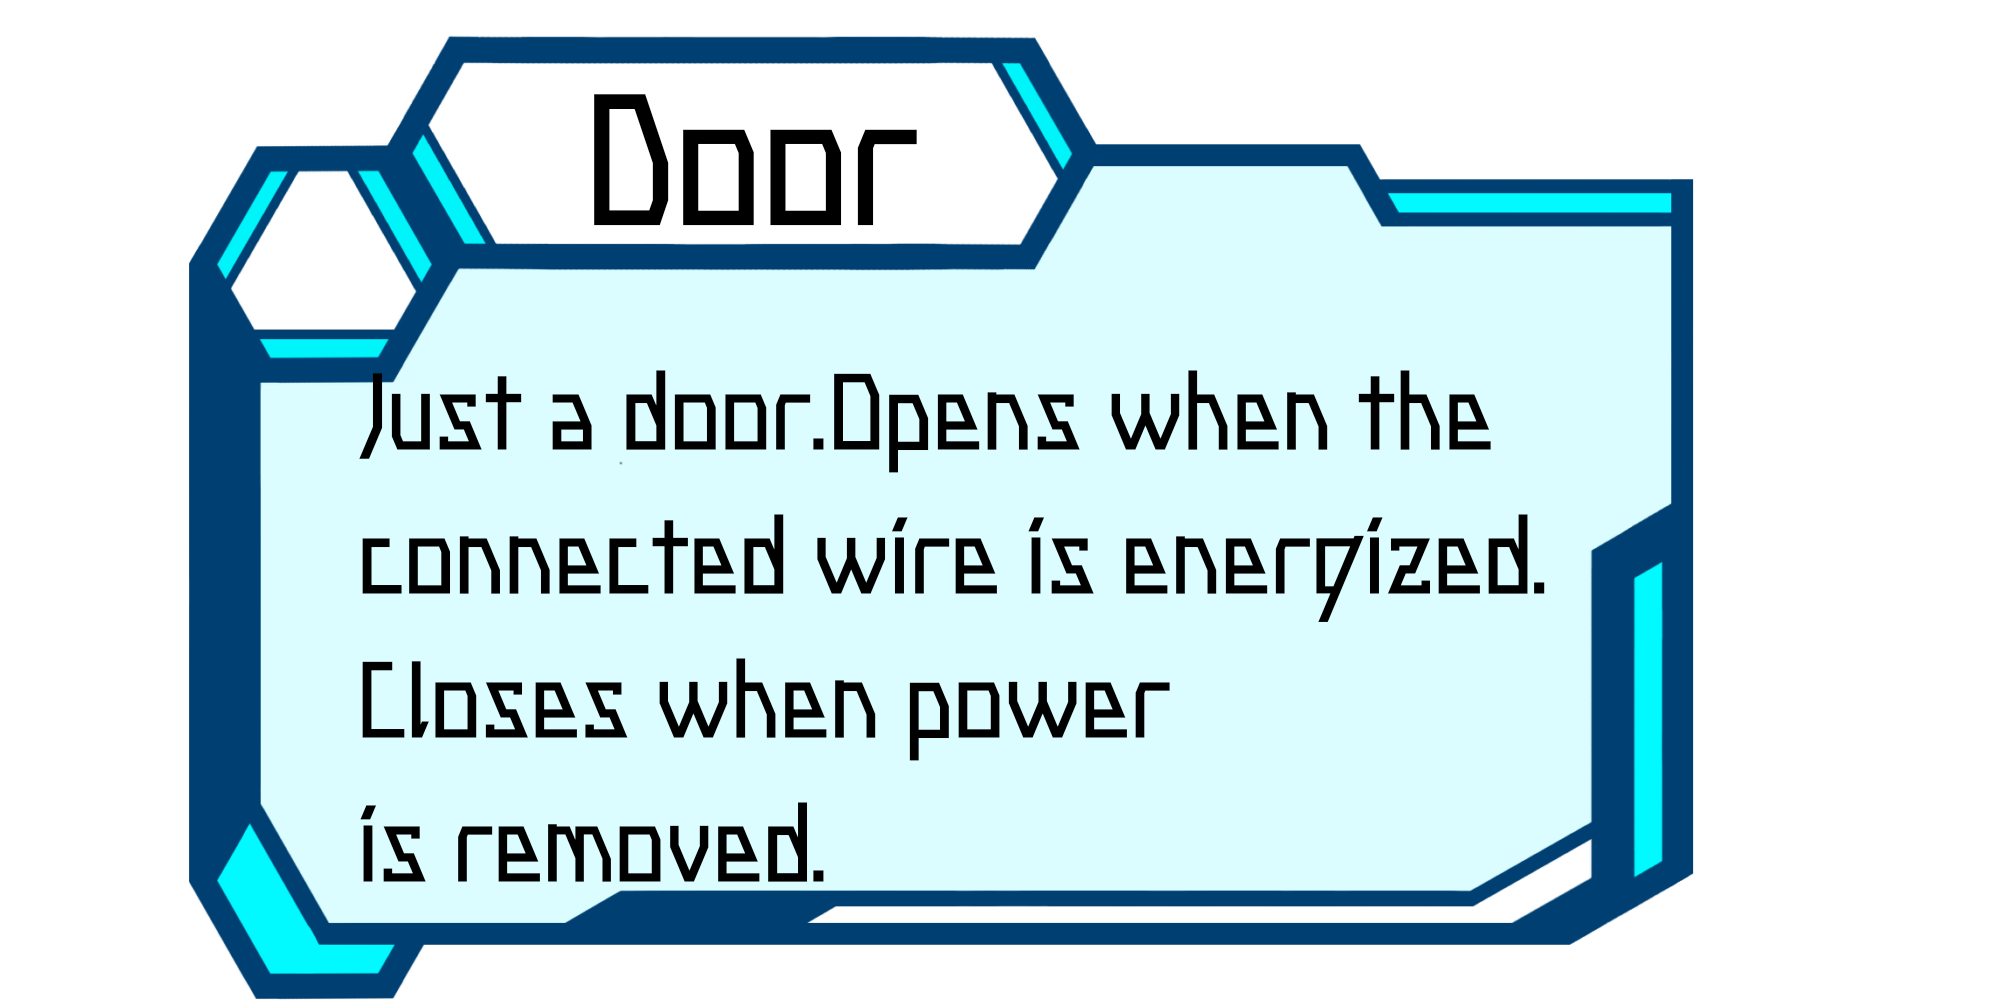 Door
Just a door.Opens when the
connected wire is energized.
Closes when power
is removed.